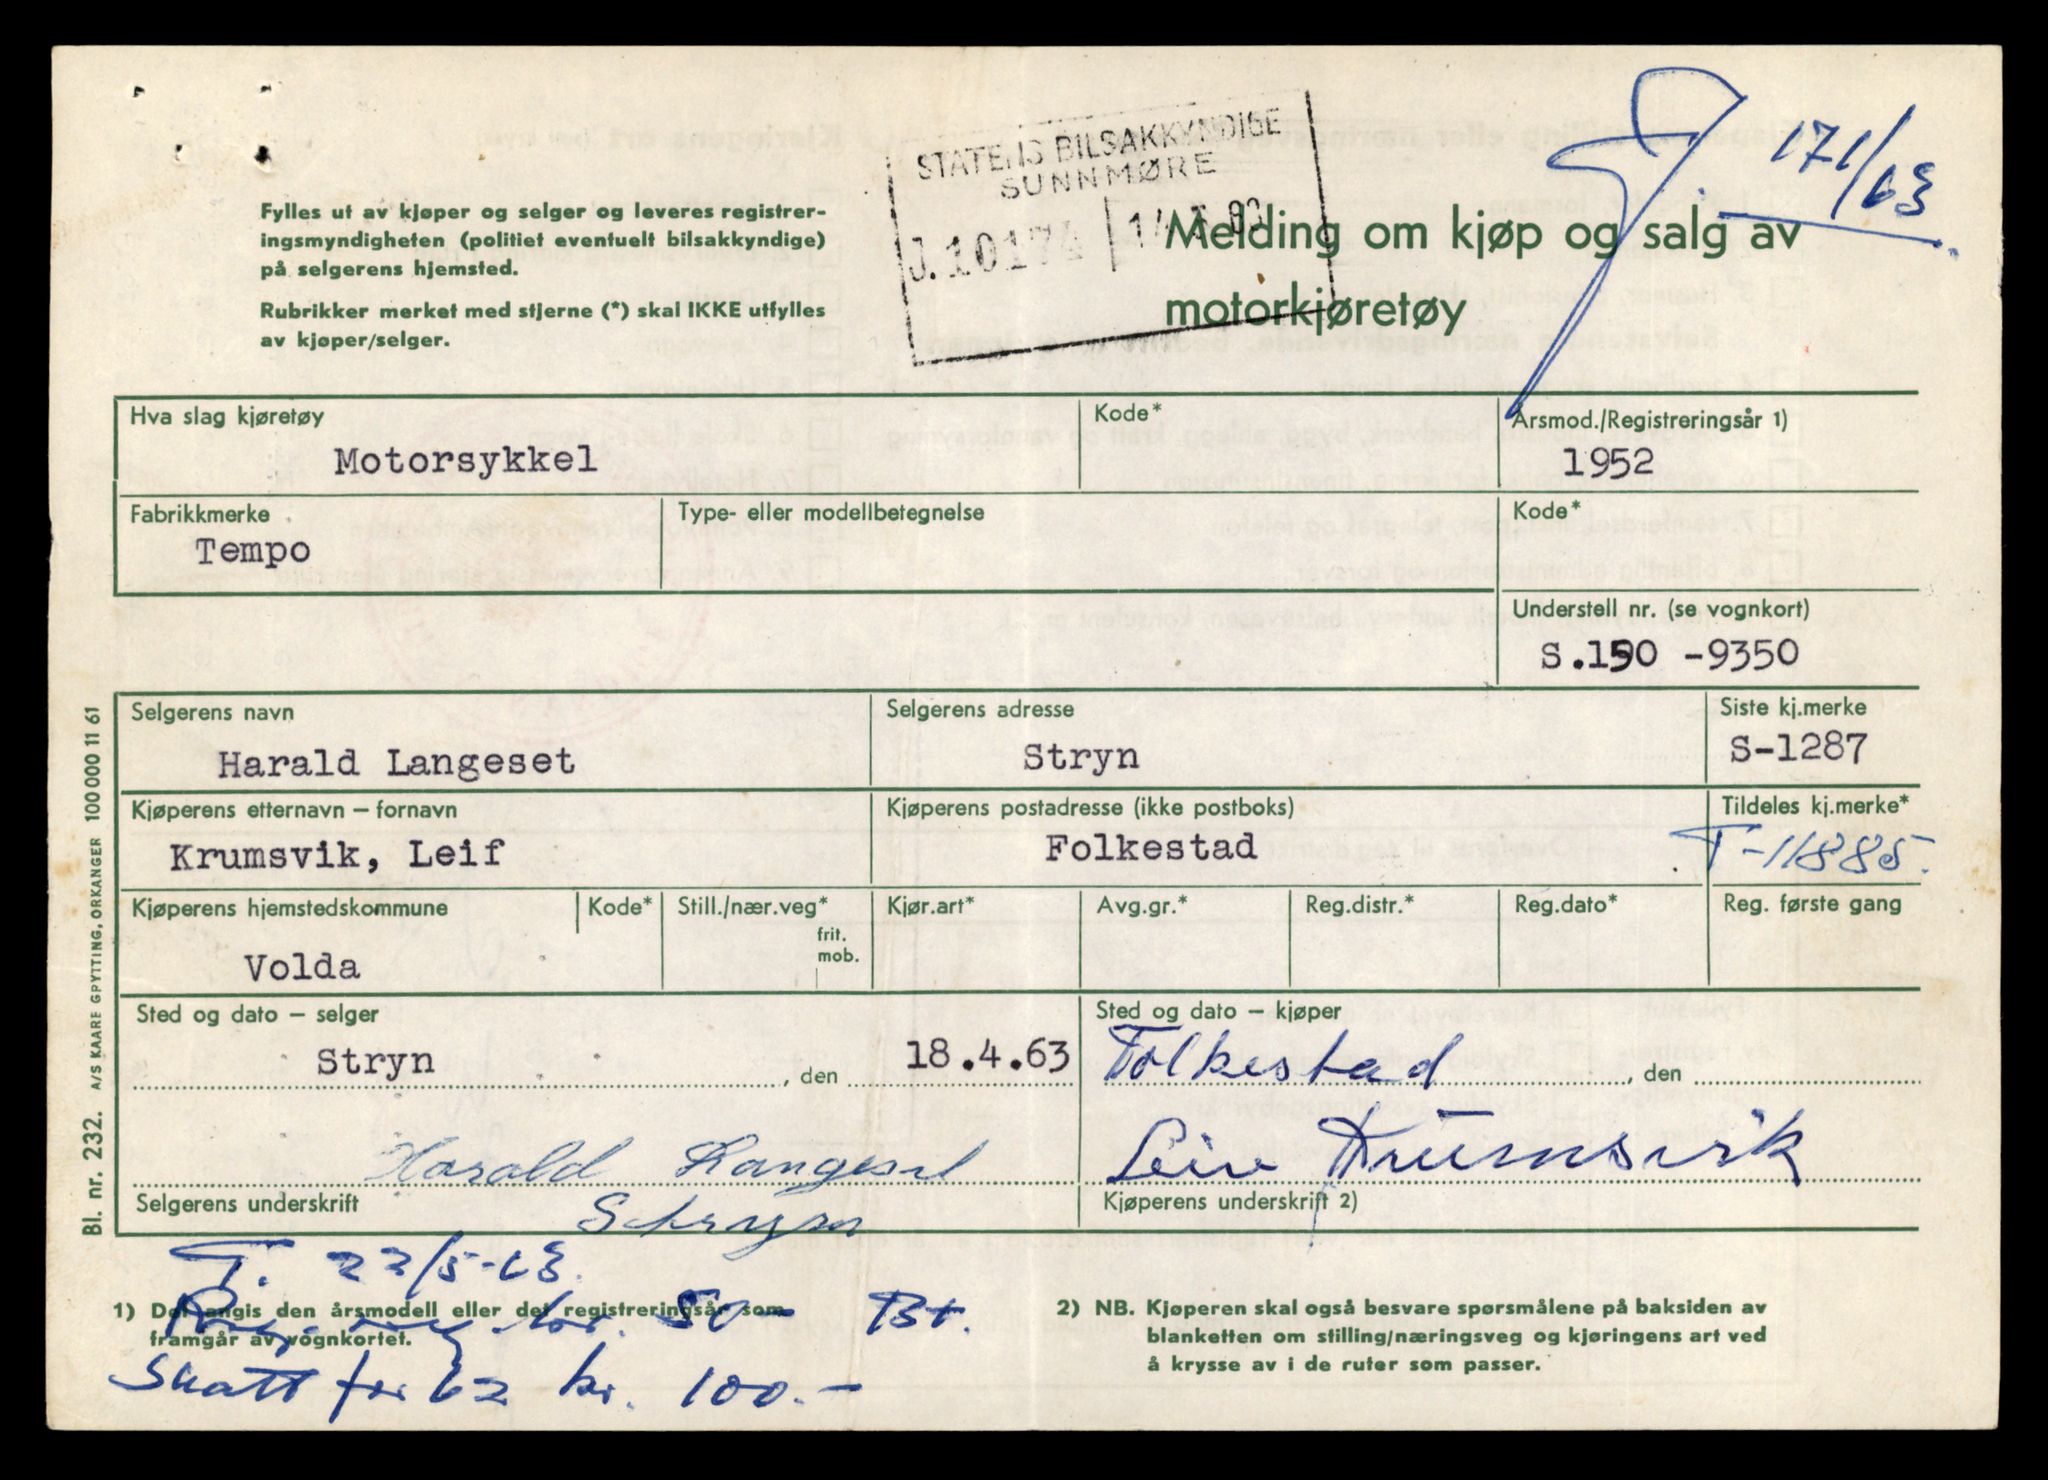 171/63.
STATENS BILSAKKYNDIGE
SUNNMØRE
J. 10174
Fylles ut av kjøper og selger og leveres registrer-
ingsmyndigheten (politiet eventuelt bilsakkyndige)
på selgerens hjemsted.
Rubrikker merket med stjerne (*) skal IKKE utfylles
av kjøper/selger.
Melding om kjøp og salg av
motorkjøretøy
Hva slag kjøretøy
Motorsykkel
Kode*
Årsmod./Registreringsår 1)
1952
Fabrikkmerke
Tempo
Type- eller modellbetegnelse
Kode*
Understell nr. (se vognkort)
S.150 -9350
Selgerens navn
Harald Langeset
Selgerens adresse
Stryn
Siste kj.merke
S-1287
Kjøperens etternavn – fornavn
Krumsvik, Leif
Kjøperens postadresse (ikke postboks)
Folkestad
Tildeles kj.merke*
T-11885.
Kjøperens hjemstedskommune
Volda
Kode*
Still./nær.veg*
frit.
mob.
Kjør.art*
Avg.gr.*
Reg.distr.*
Reg.dato*
Reg. første gang
Sted og dato – selger
Stryn , den 18.4.63
Sted og dato – kjøper
Folkestad , den
Harald Langeset
Selgerens underskrift
Stryn
Leiv Krumsvik
Kjøperens underskrift 2)
T. 22/5-63.
1) Det angis den årsmodell eller det registreringsår som
framgår av vognkortet.
kr. 50- Bt.
Skatt for 62 kr. 100.-
2) NB. Kjøperen skal også besvare spørsmålene på baksiden av
blanketten om stilling/næringsveg og kjøringens art ved
å krysse av i de ruter som passer.
Bl. nr. 232. A/S KAARE GRYTTING, ORKANGER 100 000 11 61